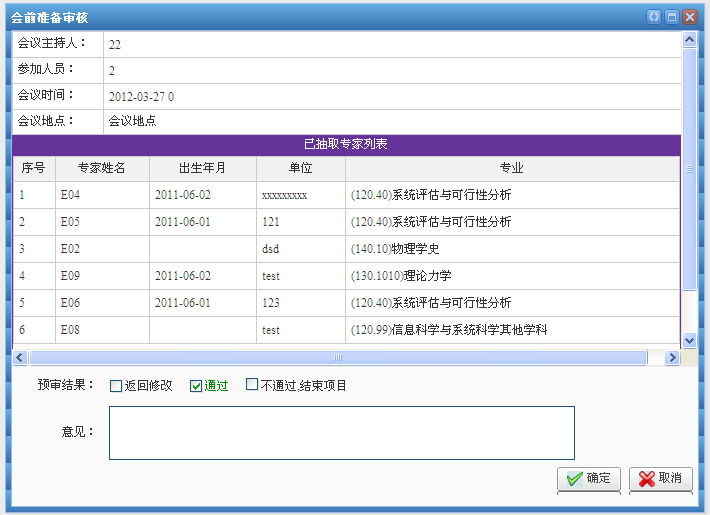 会前准备审核
会议主持人： 22
参加人员： 2
会议时间： 2012-03-27 0
会议地点： 会议地点
已抽取专家列表
序号 专家姓名 出生年月 单位 专业
1 E04 2011-06-02 xxxxxxxxx (120.40)系统评估与可行性分析
2 E05 2011-06-01 121 (120.40)系统评估与可行性分析
3 E02 dsd (140.10)物理学史
4 E09 2011-06-02 test (130.1010)理论力学
5 E06 2011-06-01 123 (120.40)系统评估与可行性分析
6 E08 test (120.99)信息科学与系统科学其他学科
预审结果： 返回修改 通过 不通过,结束项目
意见：
确定 取消